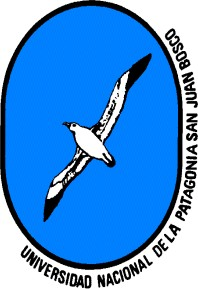 UNIVERSIDAD NACIONAL DE LA PATAGONIA SAN JUAN BOSCO